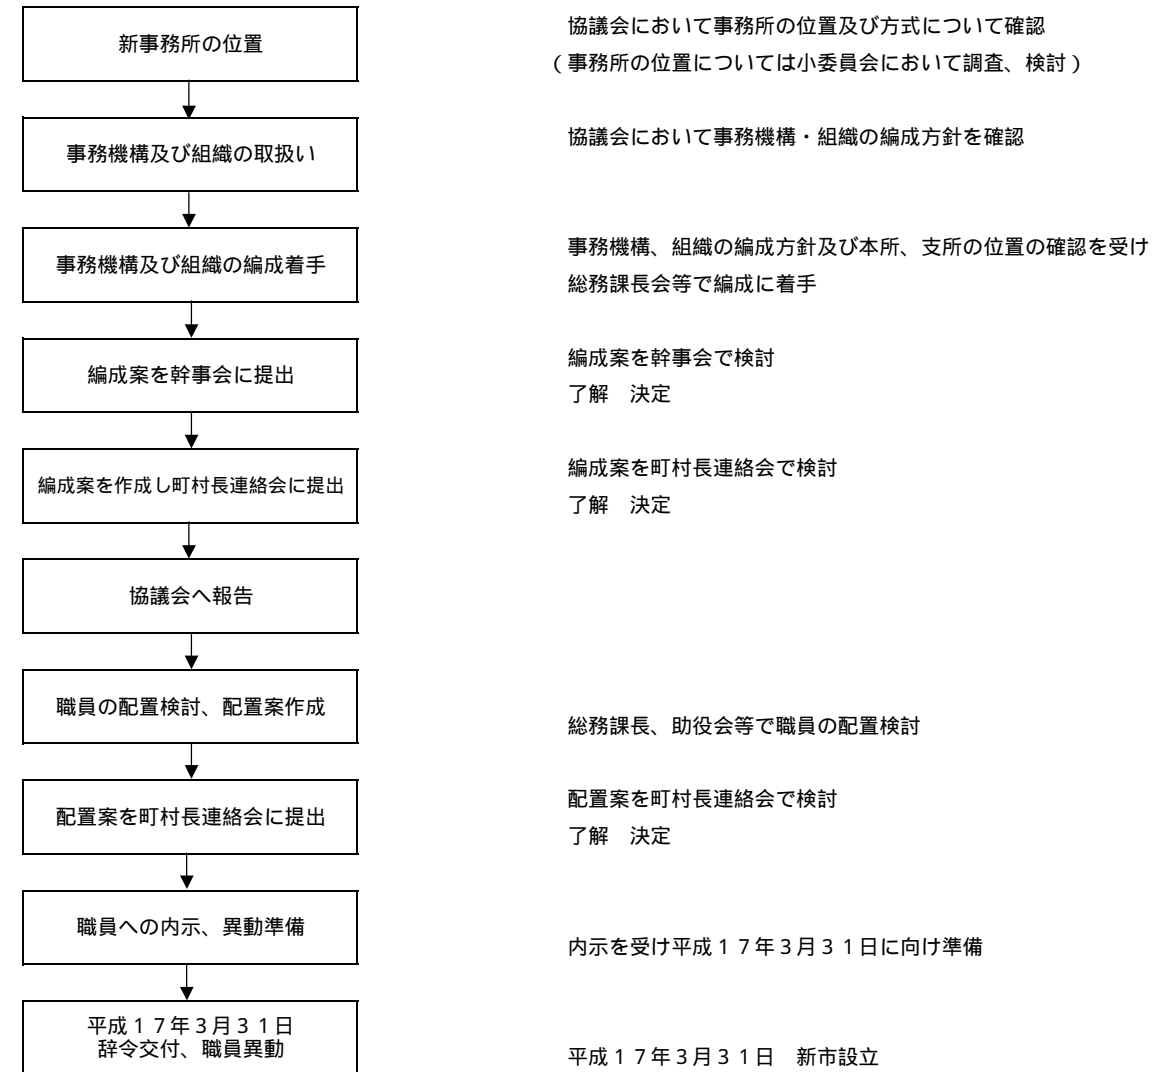 新事務所の位置
協議会において事務所の位置及び方式について確認
(事務所の位置については小委員会において調査、検討)
事務機構及び組織の取扱い
協議会において事務機構・組織の編成方針を確認
事務機構及び組織の編成着手
事務機構、組織の編成方針及び本所、支所の位置の確認を受け
総務課長会等で編成に着手
編成案を幹事会に提出
編成案を幹事会で検討
了解 決定
編成案を作成し町村長連絡会に提出
編成案を町村長連絡会で検討
了解 決定
協議会へ報告
職員の配置検討、配置案作成
総務課長、助役会等で職員の配置検討
配置案を町村長連絡会に提出
配置案を町村長連絡会で検討
了解 決定
職員への内示、異動準備
内示を受け平成17年3月31日に向け準備
平成17年3月31日
辞令交付、職員異動
平成17年3月31日 新市設立